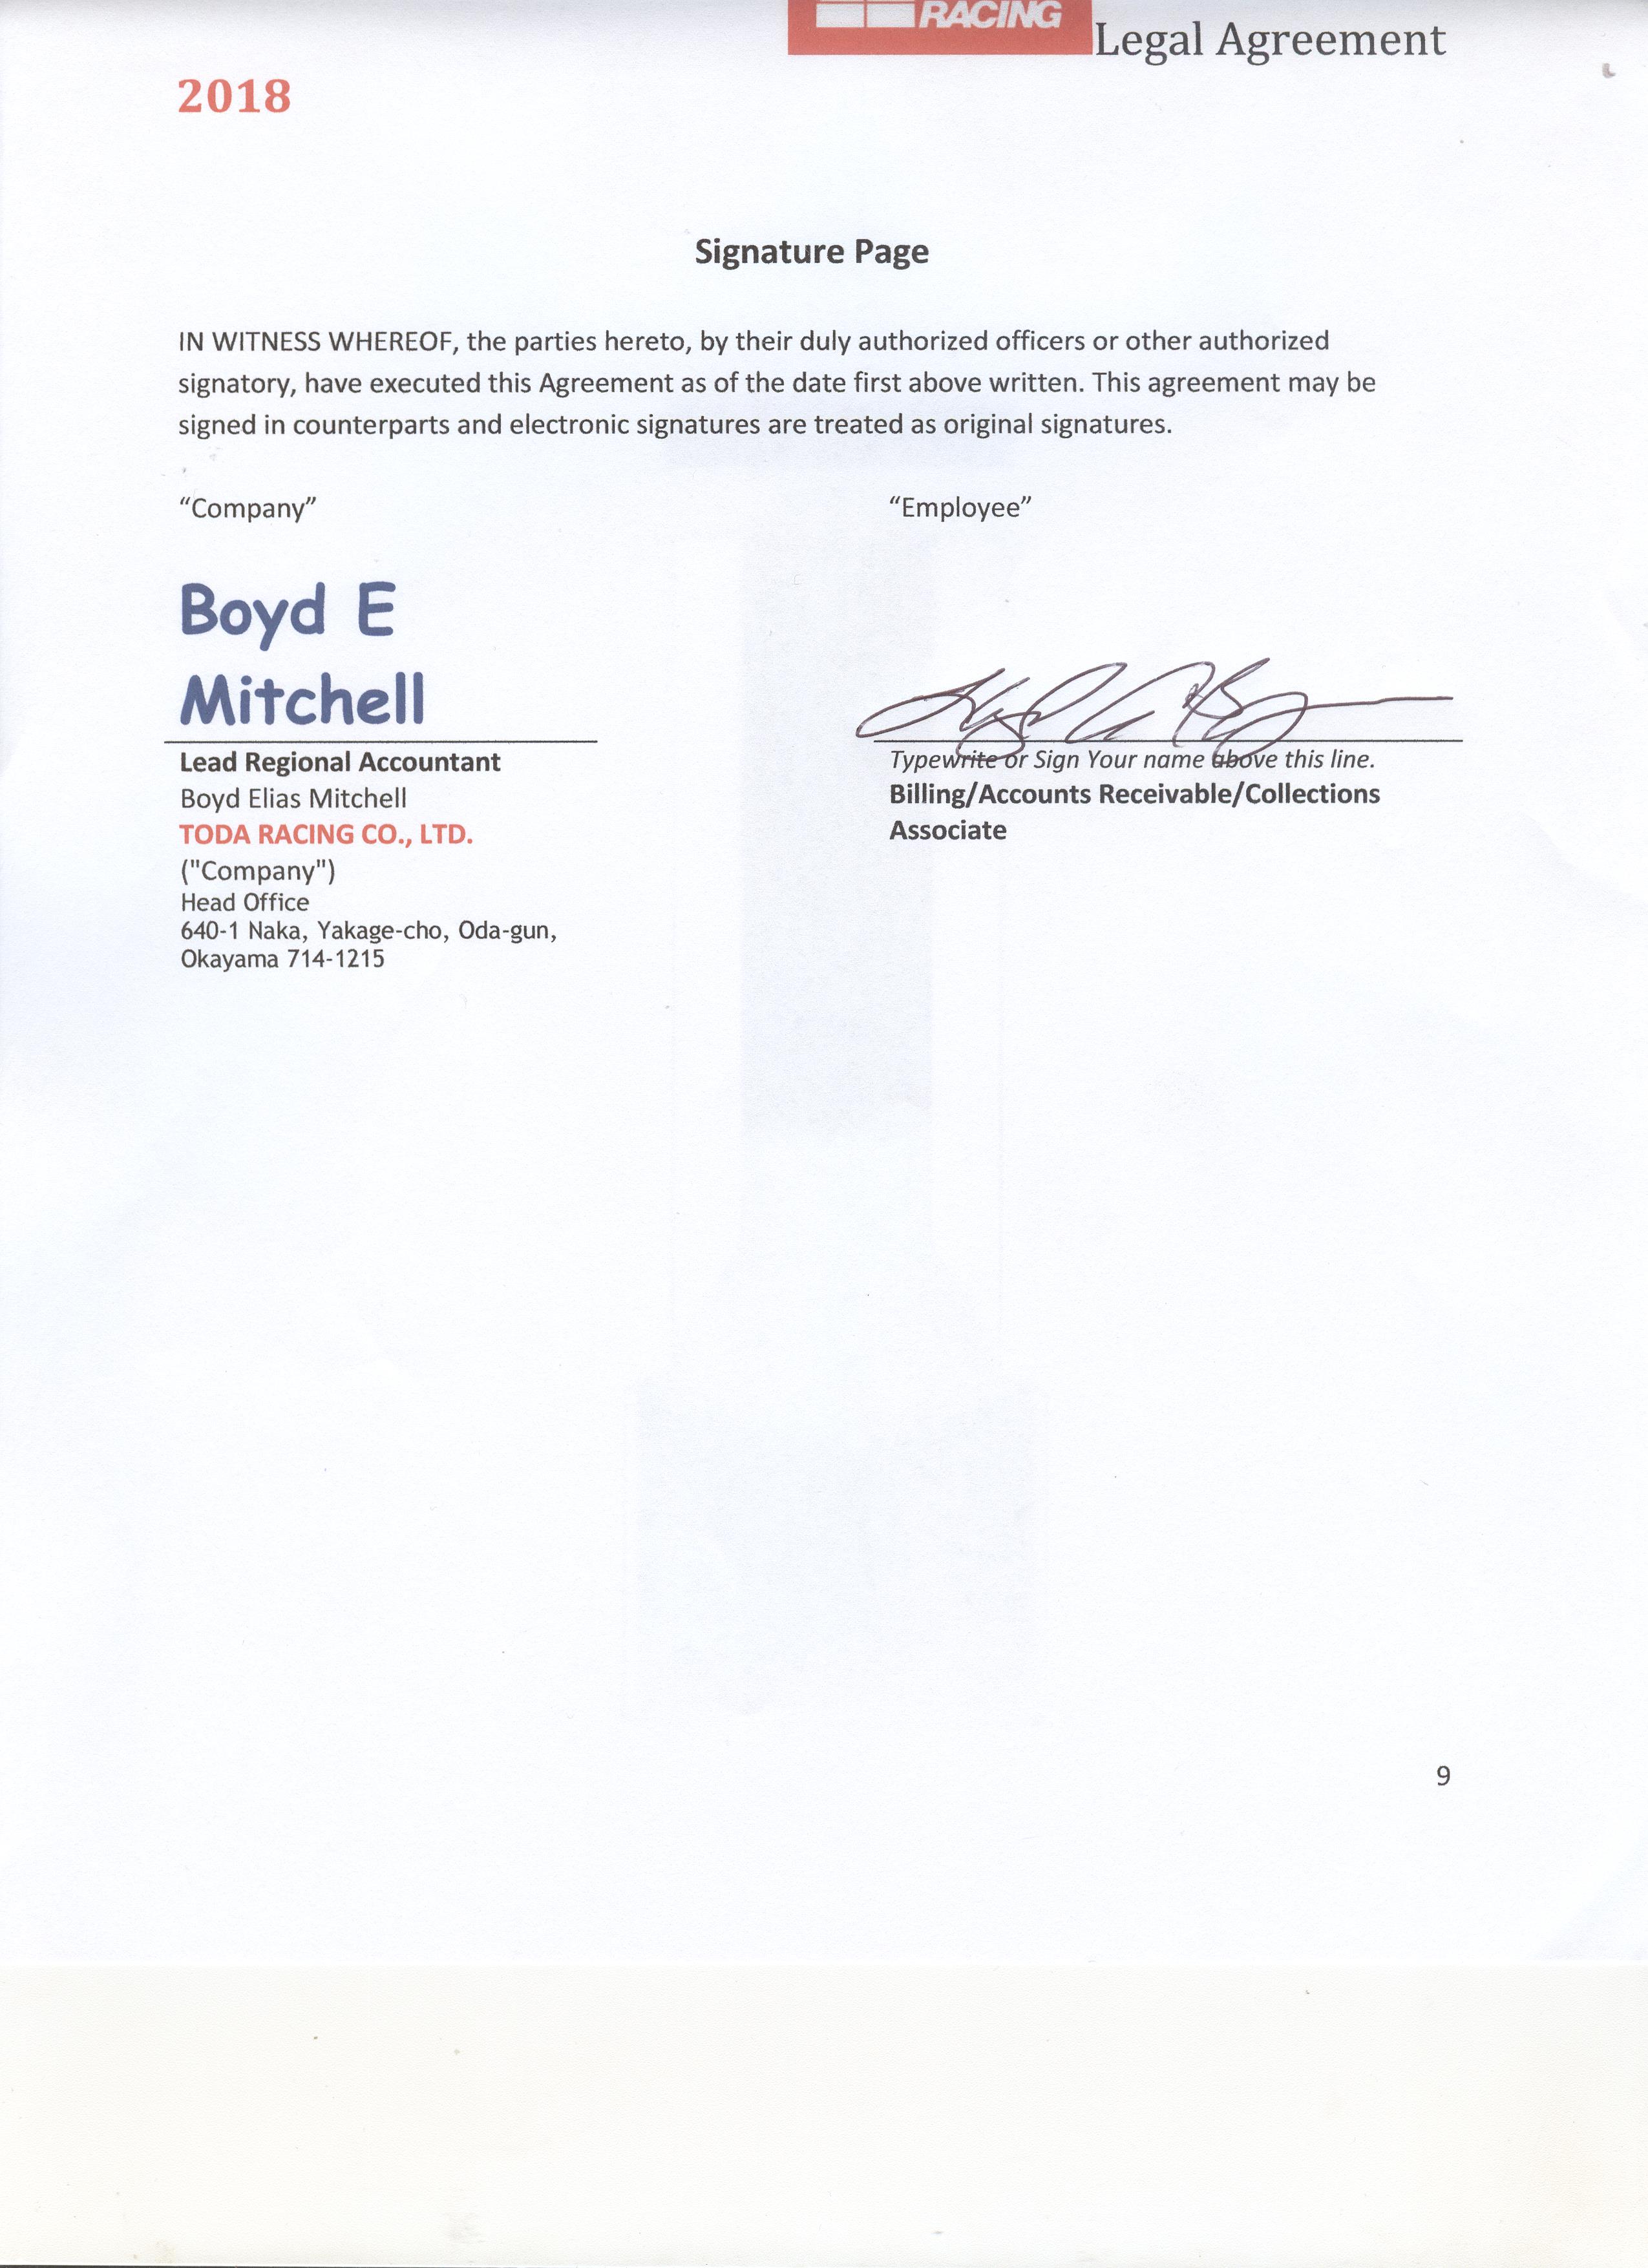 RACING
Legal Agreement
2018
Signature Page
IN WITNESS WHEREOF, the parties hereto, by their duly authorized officers or other authorized
signatory, have executed this Agreement as of the date first above written. This agreement may be
signed in counterparts and electronic signatures are treated as original signatures.
“Company”
“Employee”
Boyd E
Mitchell
Lead Regional Accountant
Boyd Elias Mitchell
TODA RACING CO., LTD.
("Company")
Head Office
640-1 Naka, Yakage-cho, Oda-gun,
Okayama 714-1215
Typewrite or Sign Your name above this line.
Billing/Accounts Receivable/Collections
Associate
9